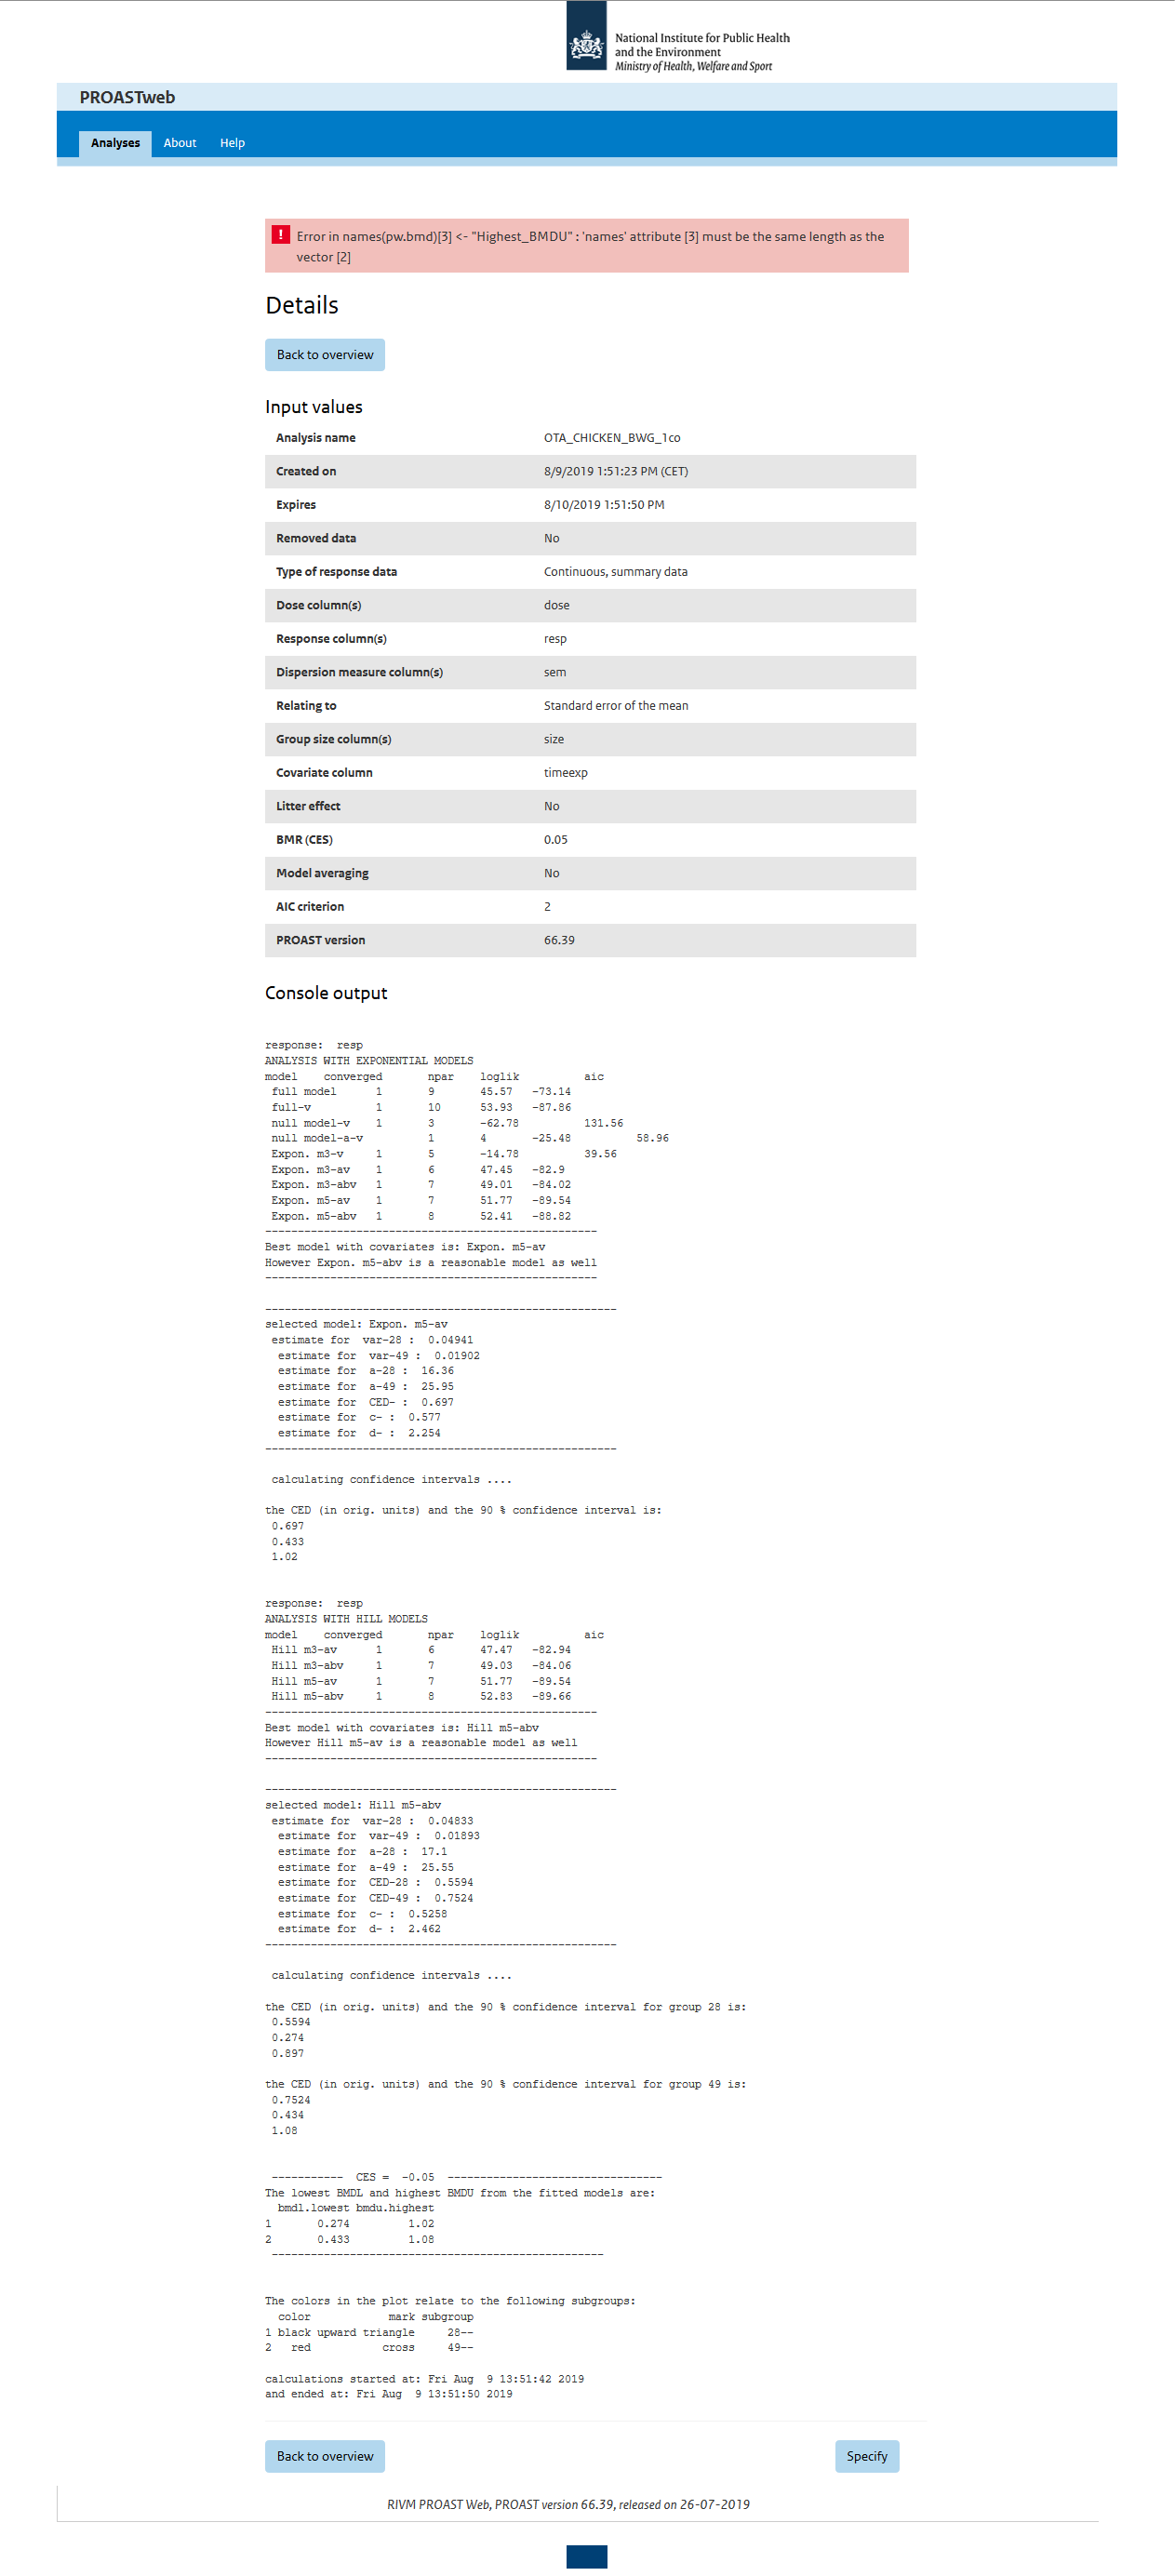 National Institute for Public Health
and the Environment
Ministry of Health, Welfare and Sport
PROASTweb
Analyses About Help
! Error in names(pw.bmd)[3] <- "Highest_BMDU" : 'names' attribute [3] must be the same length as the
vector [2]
Details
Back to overview
Input values
Analysis name OTA_CHICKEN_BWG_1co
Created on 8/9/2019 1:51:23 PM (CET)
Expires 8/10/2019 1:51:50 PM
Removed data No
Type of response data Continuous, summary data
Dose column(s) dose
Response column(s) resp
Dispersion measure column(s) sem
Relating to Standard error of the mean
Group size column(s) size
Covariate column timeexp
Litter effect No
BMR (CES) 0.05
Model averaging No
AIC criterion 2
PROAST version 66.39
Console output
response: resp
ANALYSIS WITH EXPONENTIAL MODELS
model converged npar loglik aic
full model 1 9 45.57 -73.14
full-v 1 10 53.93 -87.86
null model-v 1 3 -62.78 131.56
null model-a-v 1 4 -25.48 58.96
Expon. m3-v 1 5 -14.78 39.56
Expon. m3-av 1 6 47.45 -82.9
Expon. m3-abv 1 7 49.01 -84.02
Expon. m5-av 1 7 51.77 -89.54
Expon. m5-abv 1 8 52.41 -88.82
---------------------------------------------------
Best model with covariates is: Expon. m5-av
However Expon. m5-abv is a reasonable model as well
---------------------------------------------------
------------------------------------------------------
selected model: Expon. m5-av
estimate for var-28 : 0.04941
estimate for var-49 : 0.01902
estimate for a-28 : 16.36
estimate for a-49 : 25.95
estimate for CED- : 0.697
estimate for c- : 0.577
estimate for d- : 2.254
------------------------------------------------------
calculating confidence intervals ....
the CED (in orig. units) and the 90 % confidence interval is:
0.697
0.433
1.02
response: resp
ANALYSIS WITH HILL MODELS
model converged npar loglik aic
Hill m3-av 1 6 47.47 -82.94
Hill m3-abv 1 7 49.03 -84.06
Hill m5-av 1 7 51.77 -89.54
Hill m5-abv 1 8 52.83 -89.66
---------------------------------------------------
Best model with covariates is: Hill m5-abv
However Hill m5-av is a reasonable model as well
---------------------------------------------------
------------------------------------------------------
selected model: Hill m5-abv
estimate for var-28 : 0.04833
estimate for var-49 : 0.01893
estimate for a-28 : 17.1
estimate for a-49 : 25.55
estimate for CED-28 : 0.5594
estimate for CED-49 : 0.7524
estimate for c- : 0.5258
estimate for d- : 2.462
------------------------------------------------------
calculating confidence intervals ....
the CED (in orig. units) and the 90 % confidence interval for group 28 is:
0.5594
0.274
0.897
the CED (in orig. units) and the 90 % confidence interval for group 49 is:
0.7524
0.434
1.08
----------- CES = -0.05 ---------------------------------
The lowest BMDL and highest BMDU from the fitted models are:
bmdl.lowest bmdu.highest
1 0.274 1.02
2 0.433 1.08
---------------------------------------------------
The colors in the plot relate to the following subgroups:
color mark subgroup
1 black upward triangle 28--
2 red cross 49--
calculations started at: Fri Aug 9 13:51:42 2019
and ended at: Fri Aug 9 13:51:50 2019
Back to overview Specify
RIVM PROAST Web, PROAST version 66.39, released on 26-07-2019